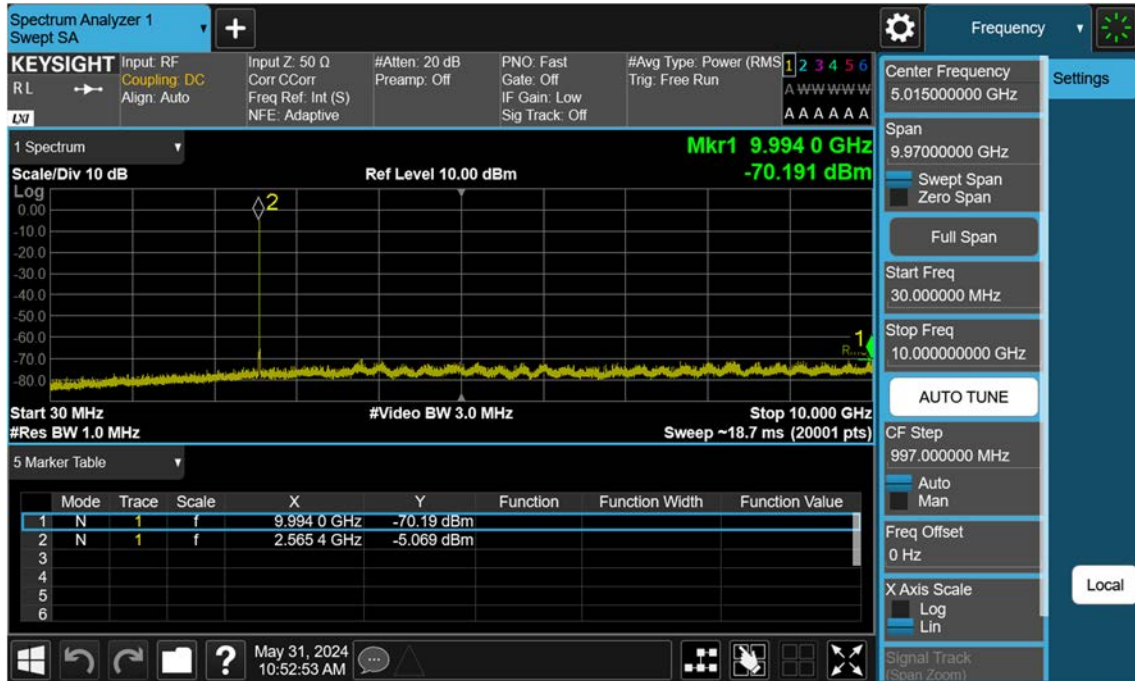 Spectrum Analyzer 1
Swept SA
Frequency
KEYSIGHT
R L
LXI
Input: RF
Coupling: DC
Align: Auto
Input Z: 50 Ω
Corr CCorr
Freq Ref: Int (S)
NFE: Adaptive
#Atten: 20 dB
Preamp: Off
PNO: Fast
Gate: Off
IF Gain: Low
Sig Track: Off
#Avg Type: Power (RMS
Trig: Free Run
1 2 3 4 5 6
A W W W W W
A A A A A A
1 Spectrum
Mkr1 9.994 0 GHz
-70.191 dBm
Scale/Div 10 dB
Ref Level 10.00 dBm
Log
0.00
-10.0
-20.0
-30.0
-40.0
-50.0
-60.0
-70.0
-80.0
2
1
Start 30 MHz
#Video BW 3.0 MHz
Stop 10.000 GHz
#Res BW 1.0 MHz
Sweep ~18.7 ms (20001 pts)
5 Marker Table
Mode Trace Scale X Y Function Function Width Function Value
1 N 1 f 9.994 0 GHz -70.19 dBm
2 N 1 f 2.565 4 GHz -5.069 dBm
3
4
5
6
?
May 31, 2024
10:52:53 AM
Center Frequency
5.015000000 GHz
Span
9.97000000 GHz
Swept Span
Zero Span
Full Span
Start Freq
30.000000 MHz
Stop Freq
10.000000000 GHz
AUTO TUNE
CF Step
997.000000 MHz
Auto
Man
Freq Offset
0 Hz
X Axis Scale
Log
Lin
Signal Track
(Span Zoom)
Settings
Local